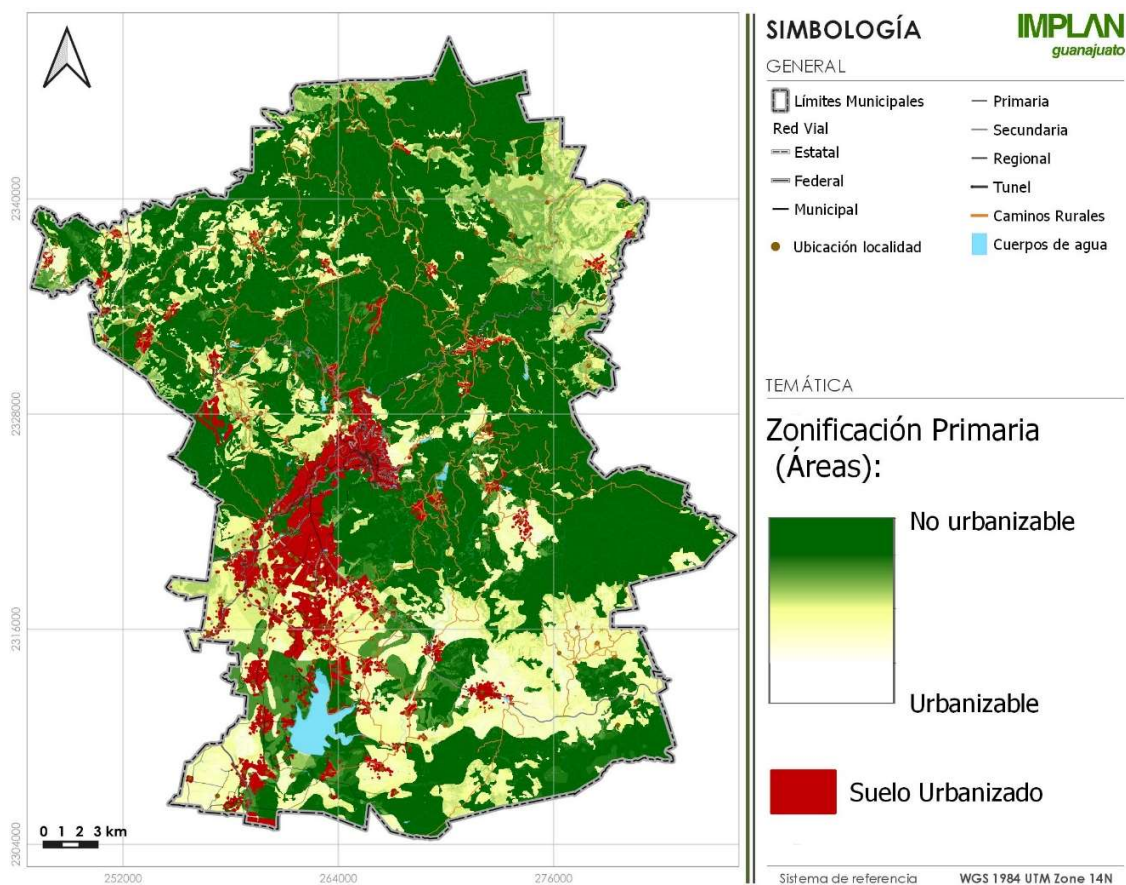 SIMBOLOGÍA
IMPLAN
guanajuato
GENERAL
Límites Municipales
Red Vial
Estatal
Federal
Municipal
Ubicación localidad
Primaria
Secundaria
Regional
Tunel
Caminos Rurales
Cuerpos de agua
TEMÁTICA
Zonificación Primaria
(Áreas):
No urbanizable
Urbanizable
Suelo Urbanizado
Sistema de referencia WGS 1984 UTM Zone 14N
2340000
2328000
2316000
2304000
0 1 2 3 km
252000
264000
276000